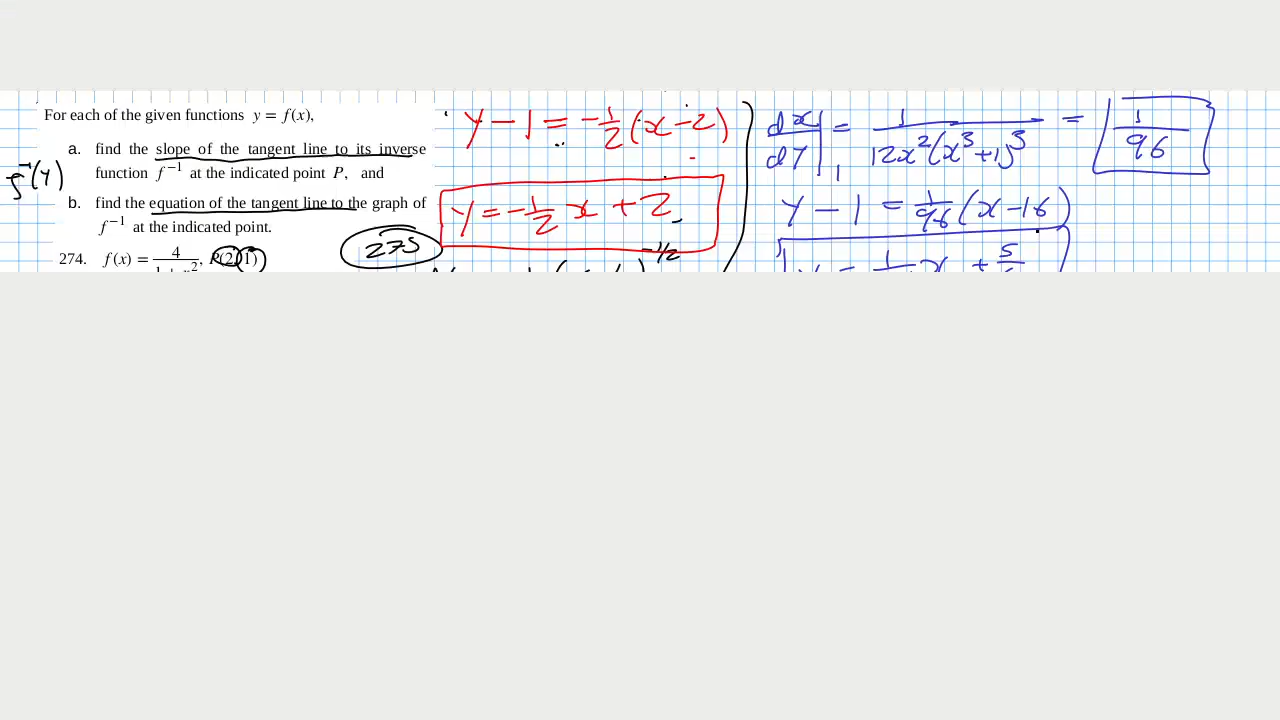 For each of the given functions y = f(x),
a. find the slope of the tangent line to its inverse
function f⁻¹ at the indicated point P, and
f⁻¹(y)
b. find the equation of the tangent line to the graph of
f⁻¹ at the indicated point.
274. f(x) = 4, P(2, 1)
275
y − 1 = −1/2 (x − 2)
y = −1/2 x + 2
−1/2
dx/dy |₁ = 1/(12x²(x³+1)³) = 1/96
y − 1 = 1/96 (x − 16)